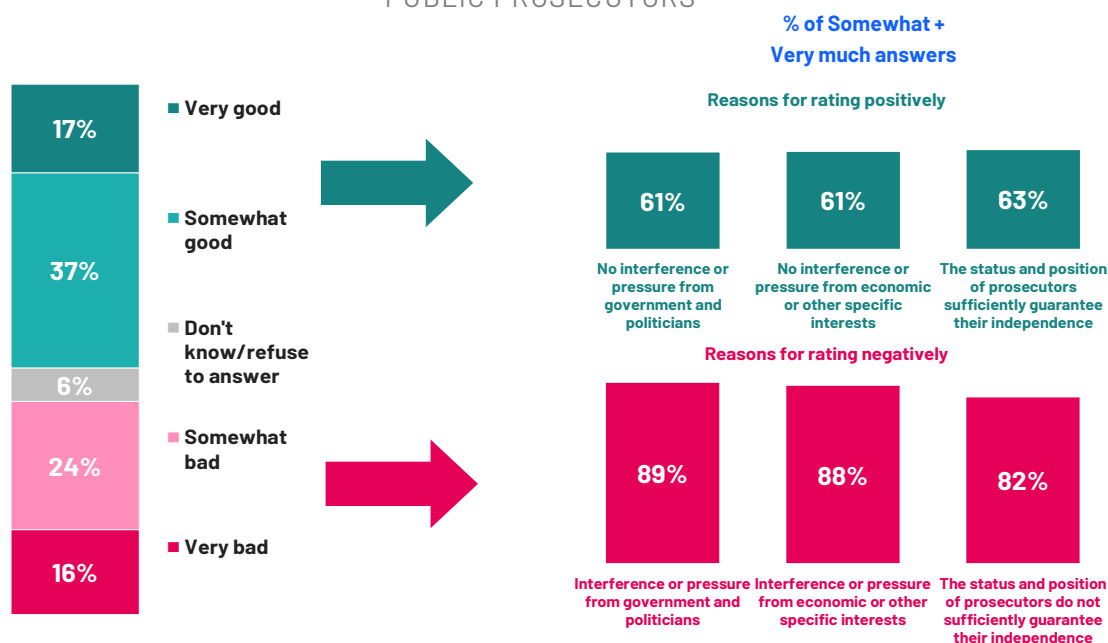 PUBLIC PROSECUTORS
% of Somewhat +
Very much answers
Reasons for rating positively
17%
37%
6%
24%
16%
Very good
Somewhat
good
Don't
know/refuse
to answer
Somewhat
bad
Very bad
61%
61%
63%
No interference or
pressure from
government and
politicians
No interference or
pressure from economic
or other specific
interests
The status and position
of prosecutors
sufficiently guarantee
their independence
Reasons for rating negatively
89%
88%
82%
Interference or pressure
from government and
politicians
Interference or pressure
from economic or other
specific interests
The status and position
of prosecutors do not
sufficiently guarantee
their independence